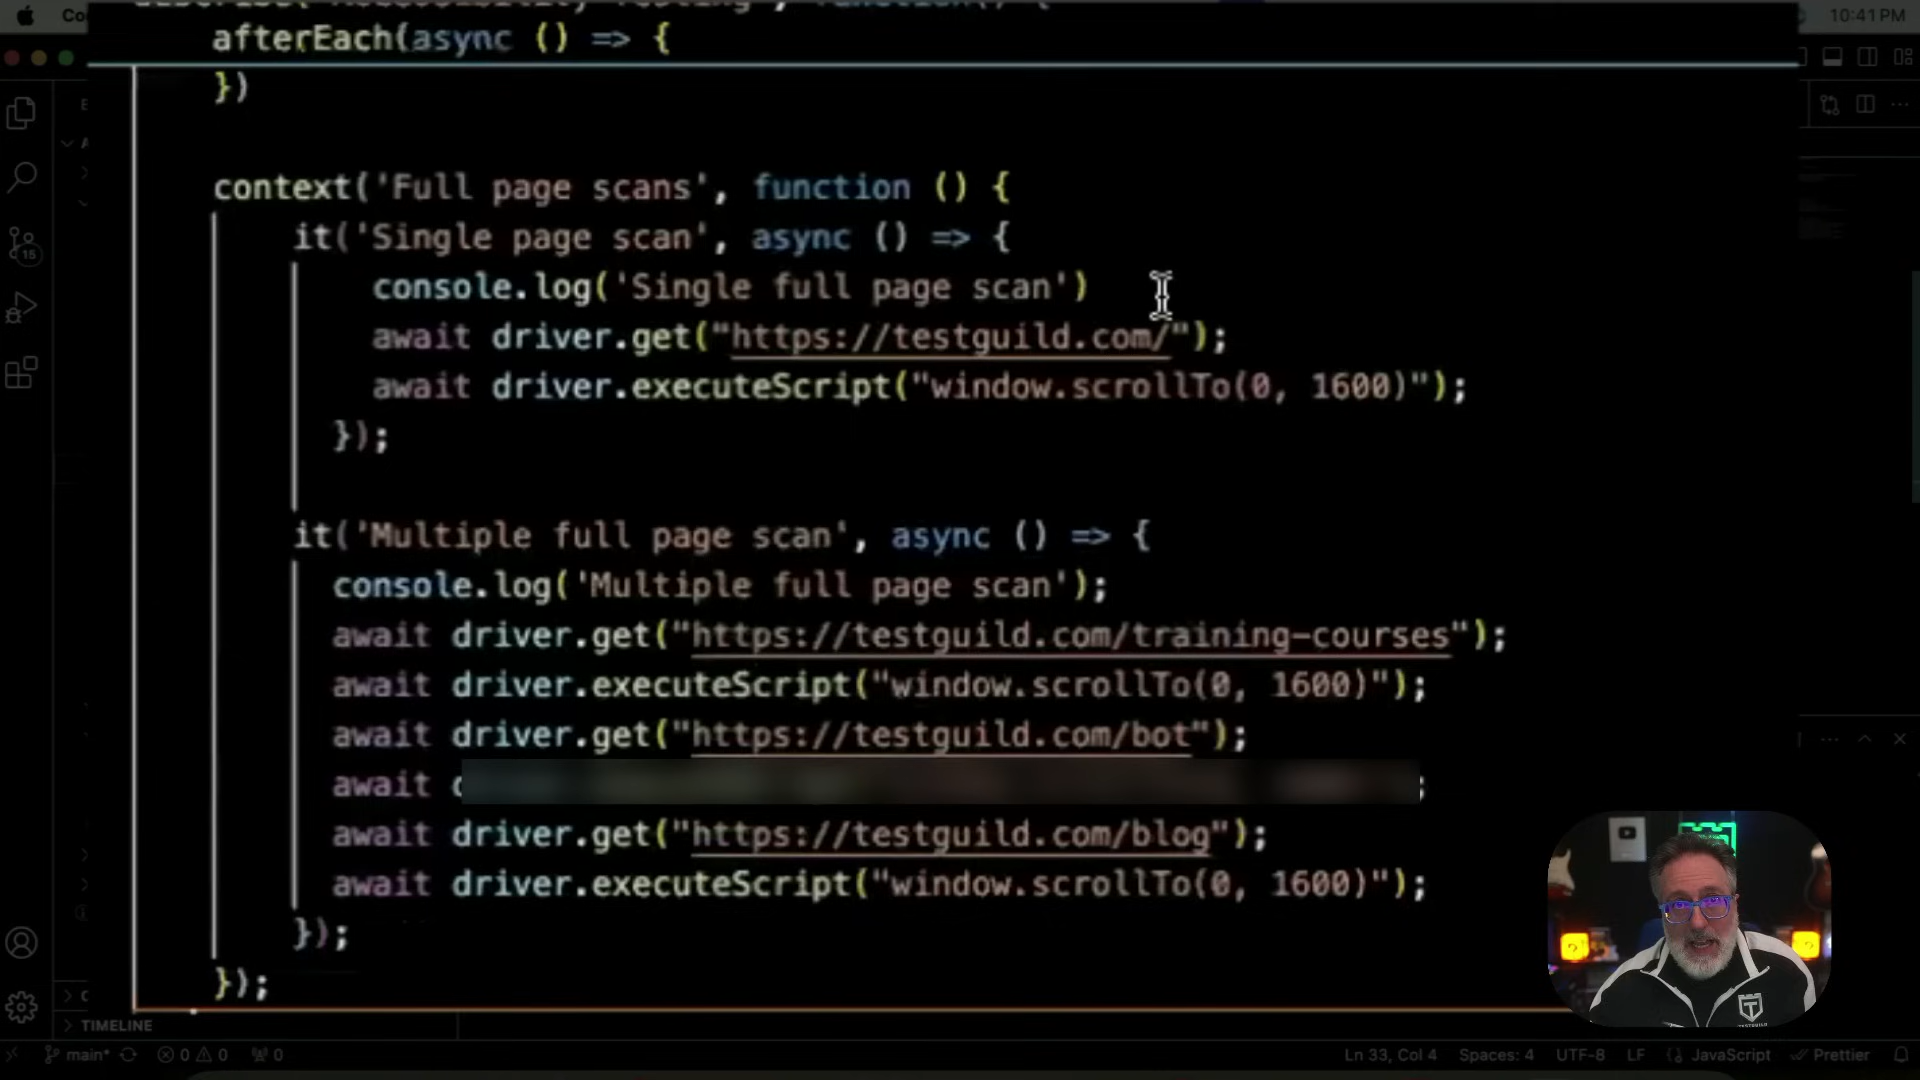 10:41 PM
afterEach(async () => {
})
context('Full page scans', function () {
it('Single page scan', async () => {
console.log('Single full page scan')
await driver.get("https://testguild.com/");
await driver.executeScript("window.scrollTo(0, 1600)");
});
it('Multiple full page scan', async () => {
console.log('Multiple full page scan');
await driver.get("https://testguild.com/training-courses");
await driver.executeScript("window.scrollTo(0, 1600)");
await driver.get("https://testguild.com/bot");
await
await driver.get("https://testguild.com/blog");
await driver.executeScript("window.scrollTo(0, 1600)");
});
});
15
TIMELINE
main* 0 0 0 Ln 33, Col 4 Spaces: 4 UTF-8 LF {} JavaScript Prettier